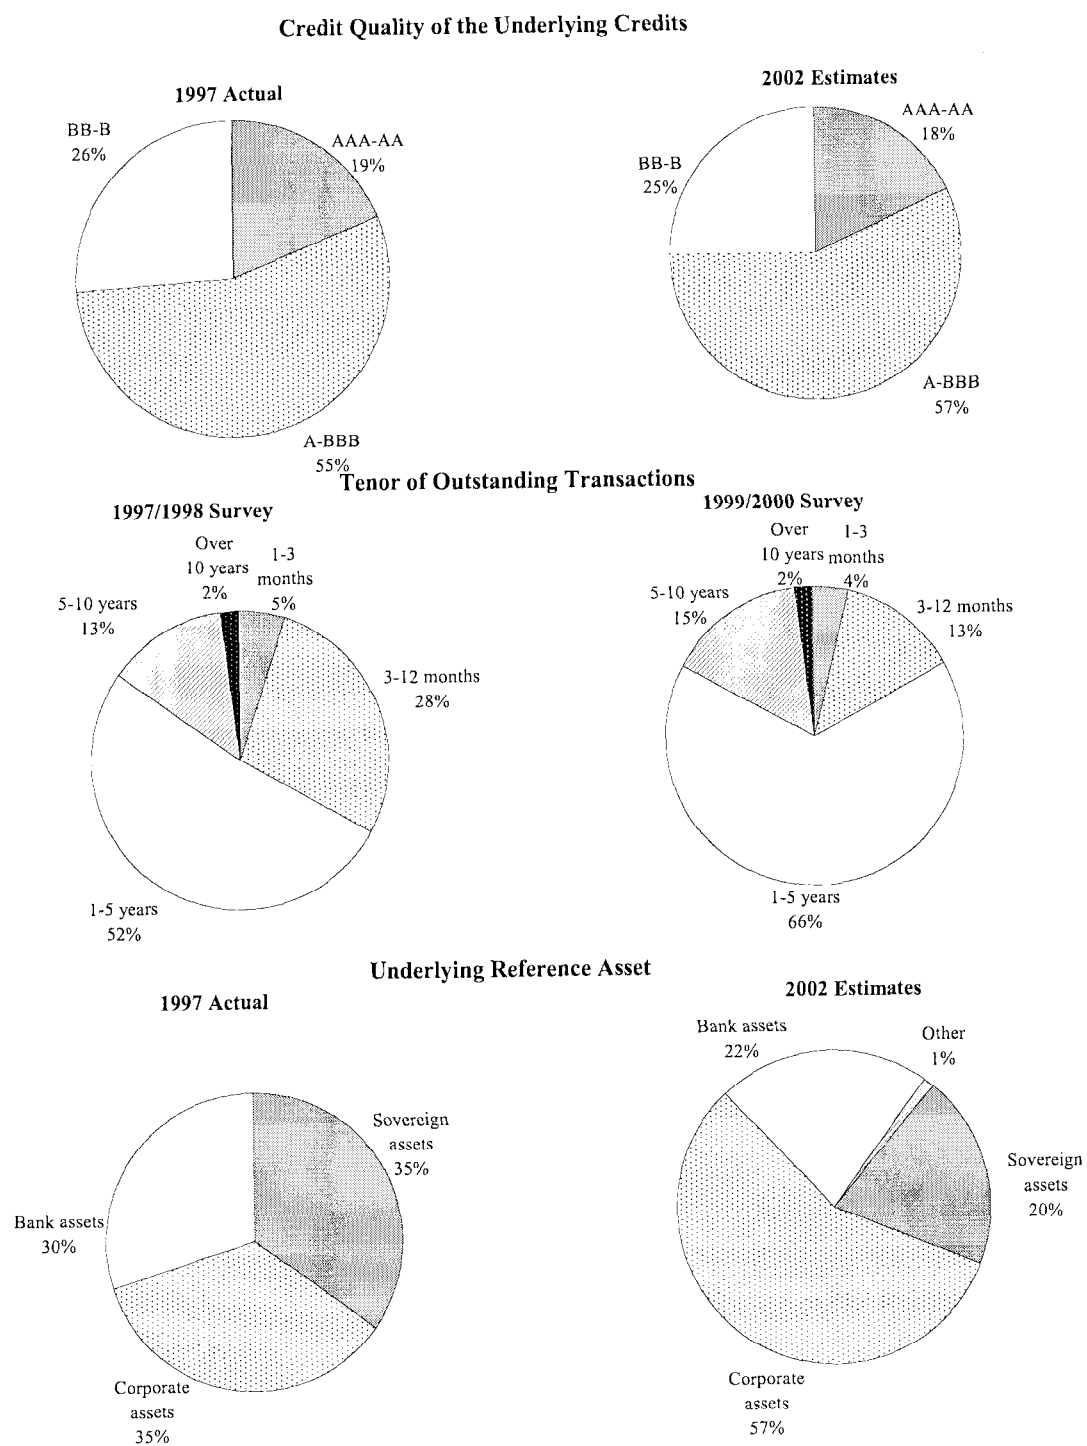 Credit Quality of the Underlying Credits
1997 Actual
BB-B
26%
AAA-AA
19%
A-BBB
55%
2002 Estimates
AAA-AA
18%
BB-B
25%
A-BBB
57%
Tenor of Outstanding Transactions
1997/1998 Survey
Over
10 years
2%
1-3
months
5%
5-10 years
13%
3-12 months
28%
1-5 years
52%
1999/2000 Survey
Over
10 years
2%
1-3
months
4%
5-10 years
15%
3-12 months
13%
1-5 years
66%
Underlying Reference Asset
1997 Actual
Sovereign
assets
35%
Bank assets
30%
Corporate
assets
35%
2002 Estimates
Bank assets
22%
Other
1%
Sovereign
assets
20%
Corporate
assets
57%